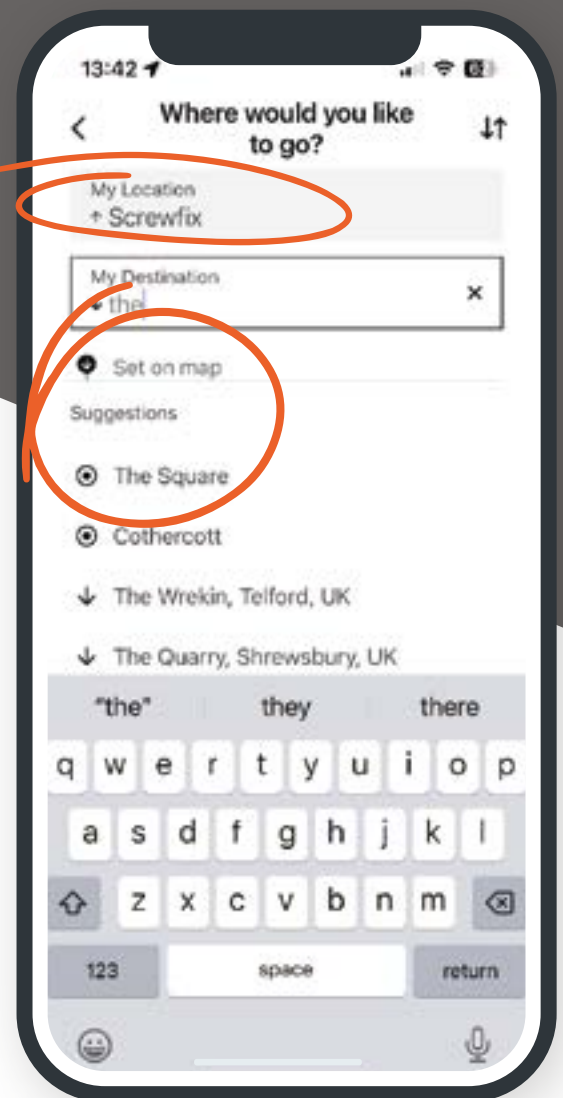 13:42
Where would you like
to go?
My Location
Screwfix
My Destination
the
Set on map
Suggestions
The Square
Cothercott
The Wrekin, Telford, UK
The Quarry, Shrewsbury, UK
"the" they there
q w e r t y u i o p
a s d f g h j k l
z x c v b n m
123 space return